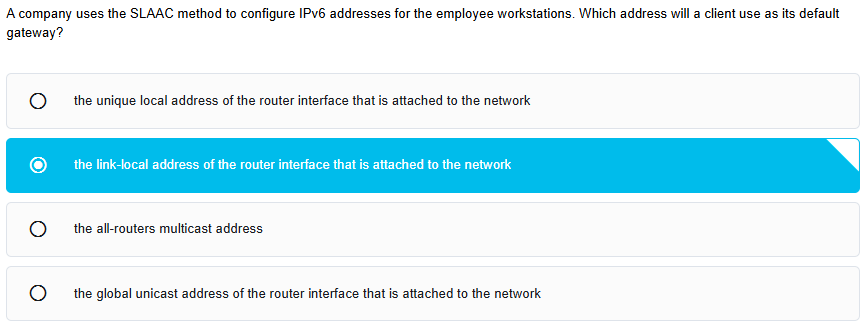 A company uses the SLAAC method to configure IPv6 addresses for the employee workstations. Which address will a client use as its default
gateway?
the unique local address of the router interface that is attached to the network
the link-local address of the router interface that is attached to the network
the all-routers multicast address
the global unicast address of the router interface that is attached to the network